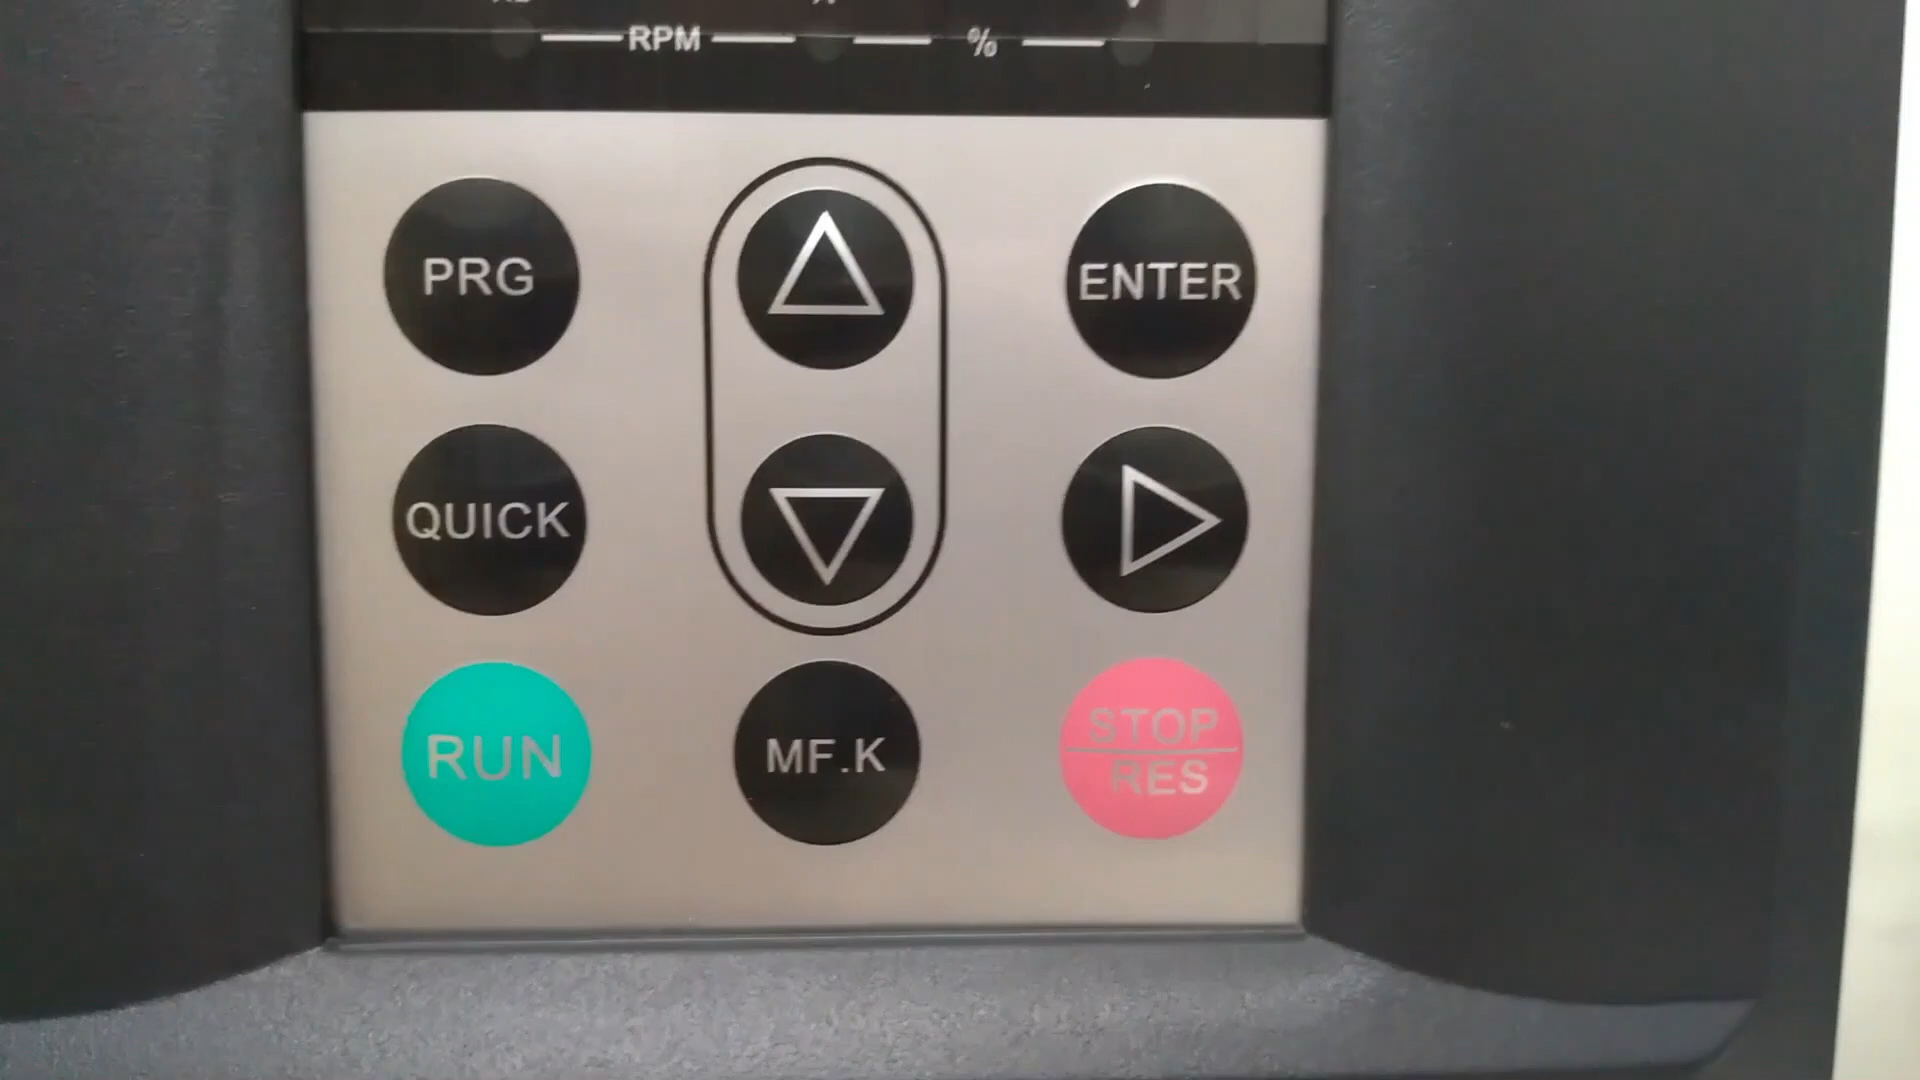 RPM %
PRG
ENTER
QUICK
RUN
MF.K
STOP
RES